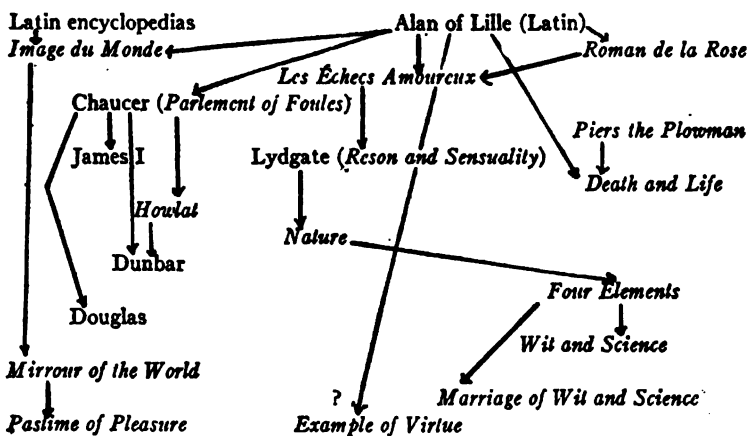 Latin encyclopedias
Alan of Lille (Latin)
Image du Monde
Roman de la Rose
Les Échecs Amoureux
Chaucer (Parlement of Foules)
Piers the Plowman
James I
Lydgate (Reson and Sensuality)
Death and Life
Howlat
Nature
Dunbar
Four Elements
Douglas
Wit and Science
Mirrour of the World
Marriage of Wit and Science
?
Pastime of Pleasure
Example of Virtue